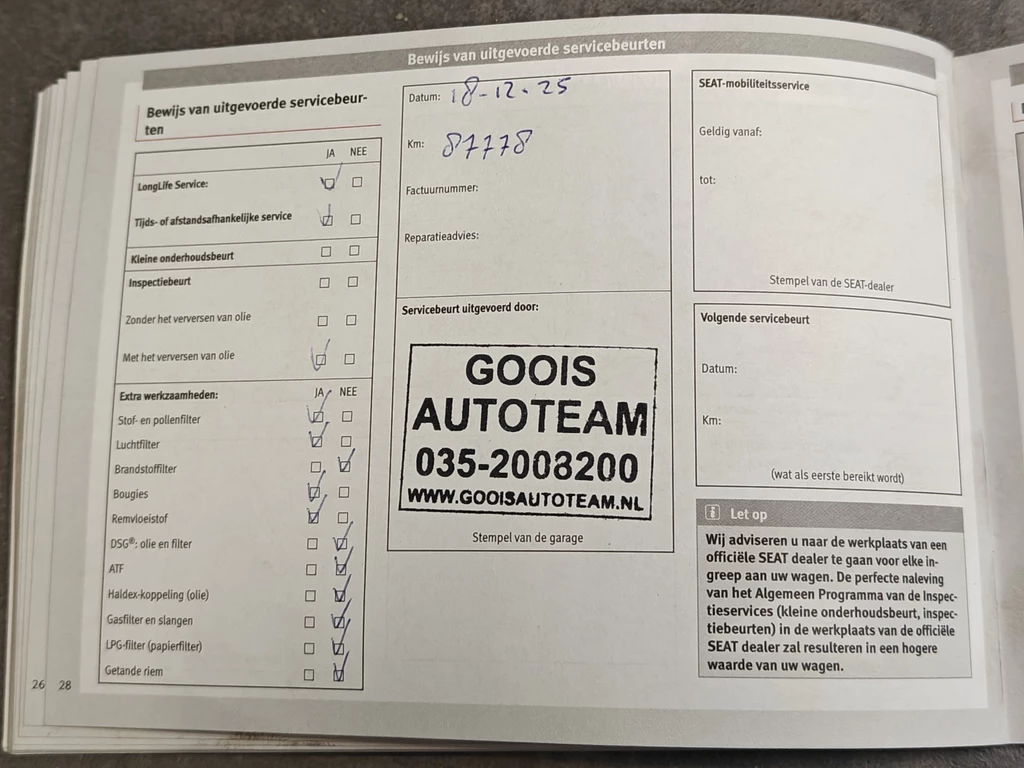 Bewijs van uitgevoerde servicebeurten
Bewijs van uitgevoerde servicebeur-
ten
JA NEE
LongLife Service:
Tijds- of afstandsafhankelijke service
Kleine onderhoudsbeurt
Inspectiebeurt
Zonder het verversen van olie
Met het verversen van olie
Extra werkzaamheden: JA NEE
Stof- en pollenfilter
Luchtfilter
Brandstoffilter
Bougies
Remvloeistof
DSG®: olie en filter
ATF
Haldex-koppeling (olie)
Gasfilter en slangen
LPG-filter (papierfilter)
Getande riem
26 28
Datum: 18-12-25
Km: 87778
Factuurnummer:
Reparatieadvies:
Servicebeurt uitgevoerd door:
GOOIS
AUTOTEAM
035-2008200
WWW.GOOISAUTOTEAM.NL
Stempel van de garage
SEAT-mobiliteitsservice
Geldig vanaf:
tot:
Stempel van de SEAT-dealer
Volgende servicebeurt
Datum:
Km:
(wat als eerste bereikt wordt)
i Let op
Wij adviseren u naar de werkplaats van een
officiële SEAT dealer te gaan voor elke in-
greep aan uw wagen. De perfecte naleving
van het Algemeen Programma van de Inspec-
tieservices (kleine onderhoudsbeurt, inspec-
tiebeurten) in de werkplaats van de officiële
SEAT dealer zal resulteren in een hogere
waarde van uw wagen.